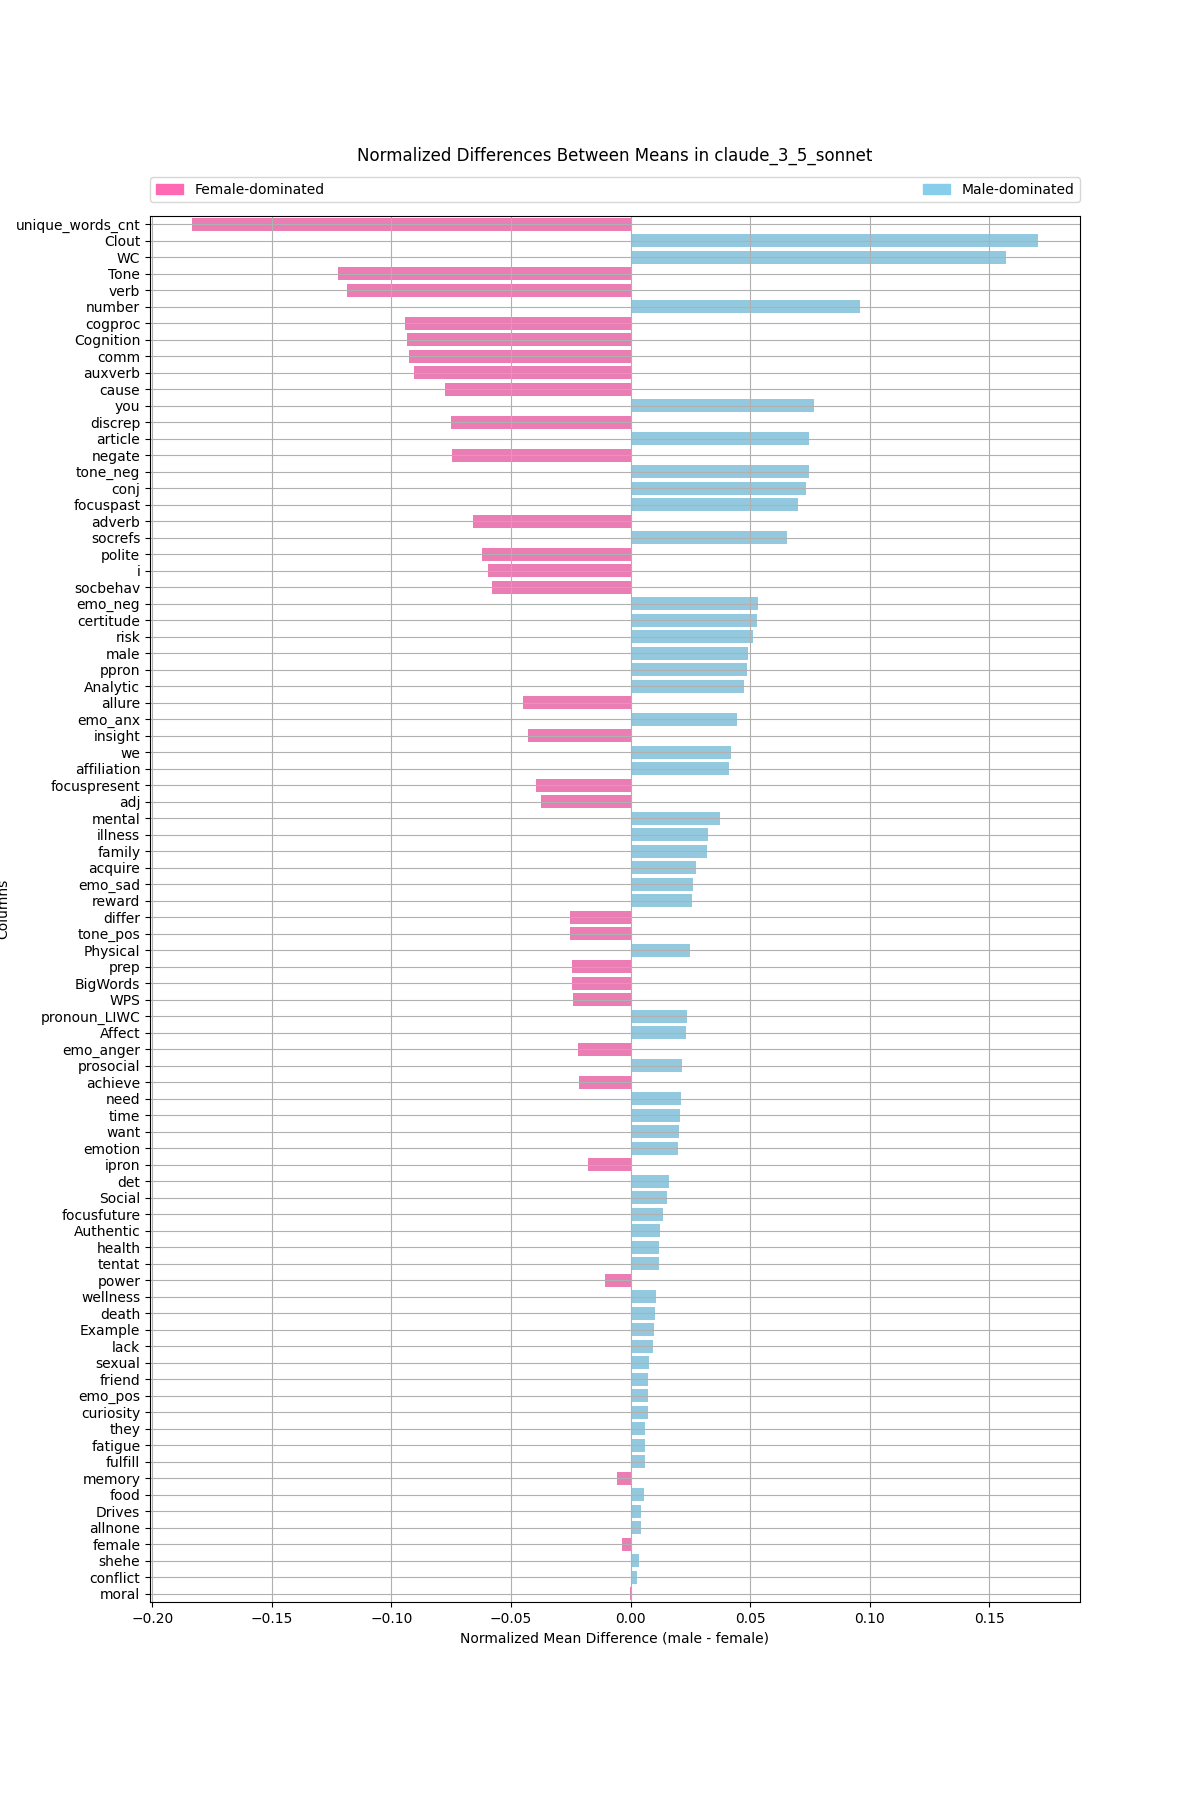 Normalized Differences Between Means in claude_3_5_sonnet
Female-dominated
Male-dominated
unique_words_cnt
Clout
WC
Tone
verb
number
cogproc
Cognition
comm
auxverb
cause
you
discrep
article
negate
tone_neg
conj
focuspast
adverb
socrefs
polite
i
socbehav
emo_neg
certitude
risk
male
ppron
Analytic
allure
emo_anx
insight
we
affiliation
focuspresent
adj
mental
illness
family
acquire
emo_sad
reward
differ
tone_pos
Physical
prep
BigWords
WPS
pronoun_LIWC
Affect
emo_anger
prosocial
achieve
need
time
want
emotion
ipron
det
Social
focusfuture
Authentic
health
tentat
power
wellness
death
Example
lack
sexual
friend
emo_pos
curiosity
they
fatigue
fulfill
memory
food
Drives
allnone
female
shehe
conflict
moral
Columns
−0.20
−0.15
−0.10
−0.05
0.00
0.05
0.10
0.15
Normalized Mean Difference (male - female)